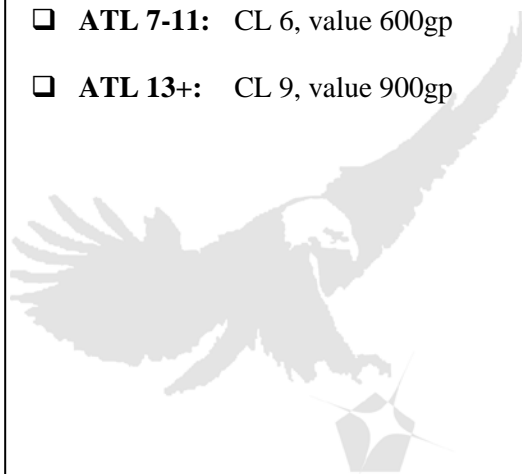 ❑ ATL 7-11: CL 6, value 600gp
❑ ATL 13+: CL 9, value 900gp